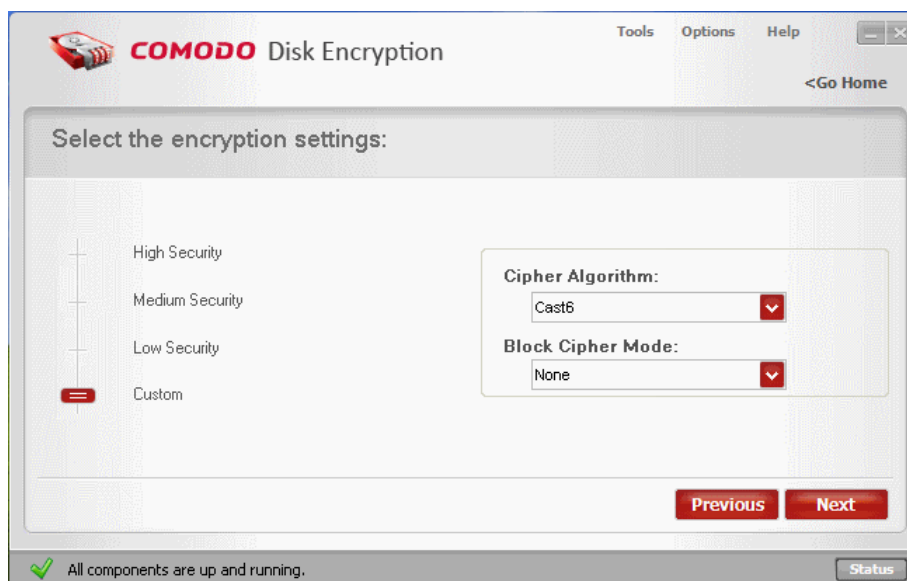 COMODO Disk Encryption
Tools Options Help
<Go Home
Select the encryption settings:
High Security
Medium Security
Low Security
Custom
Cipher Algorithm:
Cast6
Block Cipher Mode:
None
Previous Next
All components are up and running.
Status